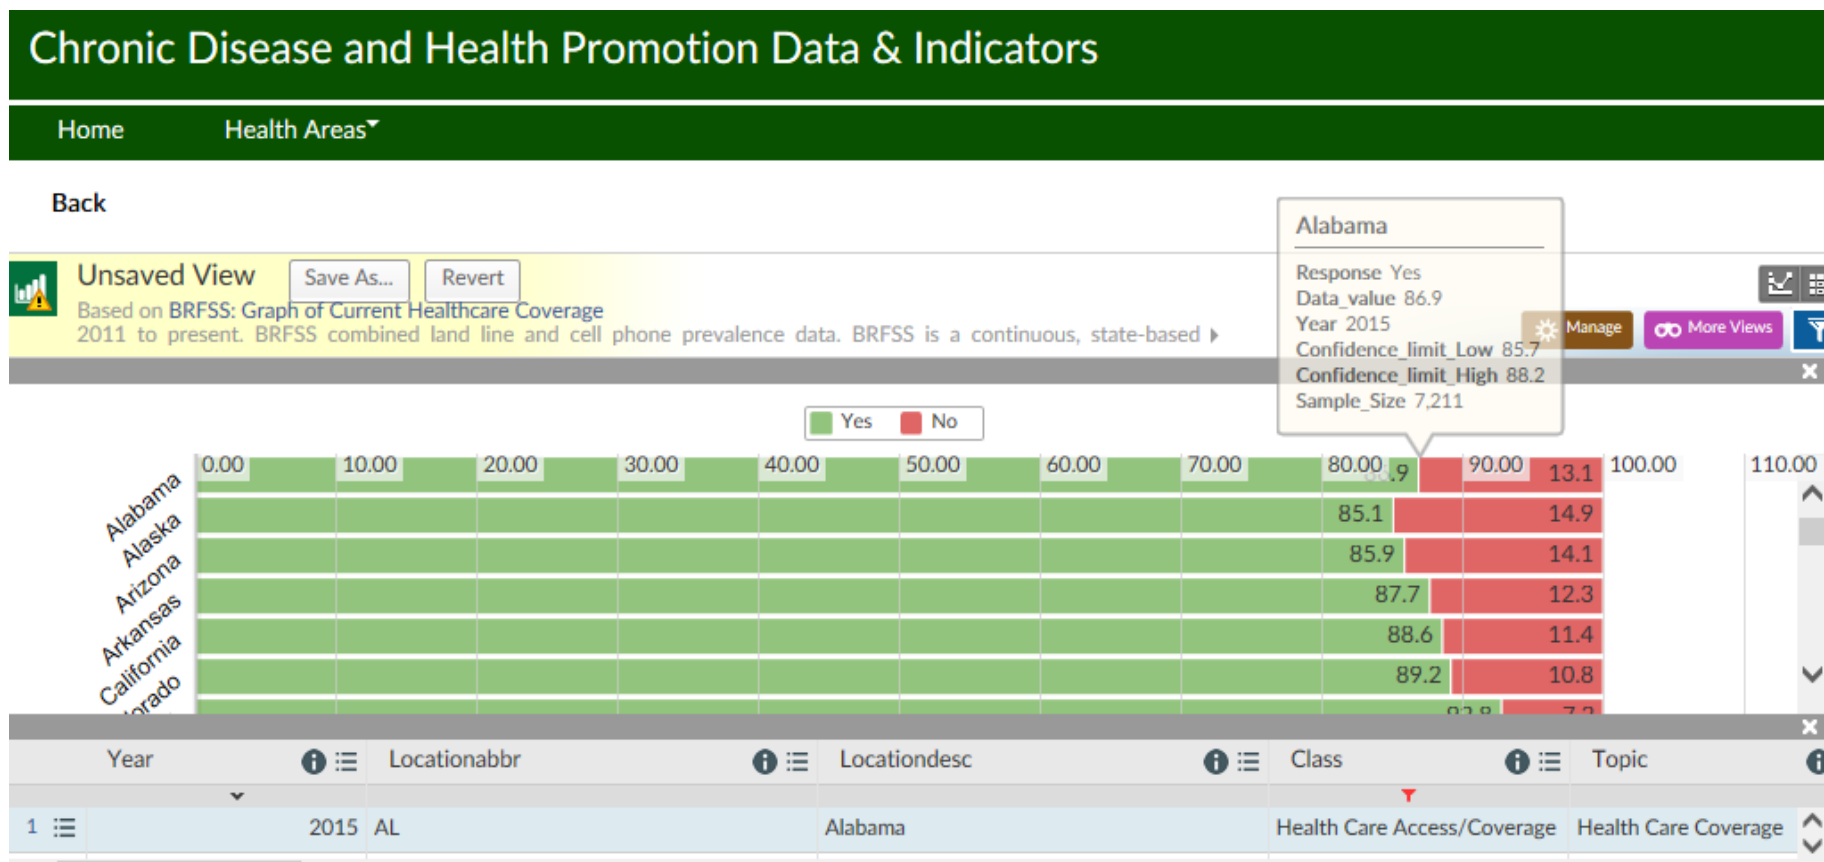 Chronic Disease and Health Promotion Data & Indicators
Home Health Areas
Back
Unsaved View Save As... Revert
Based on BRFSS: Graph of Current Healthcare Coverage
2011 to present. BRFSS combined land line and cell phone prevalence data. BRFSS is a continuous, state-based
Alabama
Response Yes
Data_value 86.9
Year 2015
Confidence_limit_Low 85.7
Confidence_limit_High 88.2
Sample_Size 7,211
Manage More Views
Yes No
0.00 10.00 20.00 30.00 40.00 50.00 60.00 70.00 80.00 90.00 100.00 110.00
Alabama .9 13.1
Alaska 85.1 14.9
Arizona 85.9 14.1
Arkansas 87.7 12.3
California 88.6 11.4
orado 89.2 10.8
Year Locationabbr Locationdesc Class Topic
1 2015 AL Alabama Health Care Access/Coverage Health Care Coverage